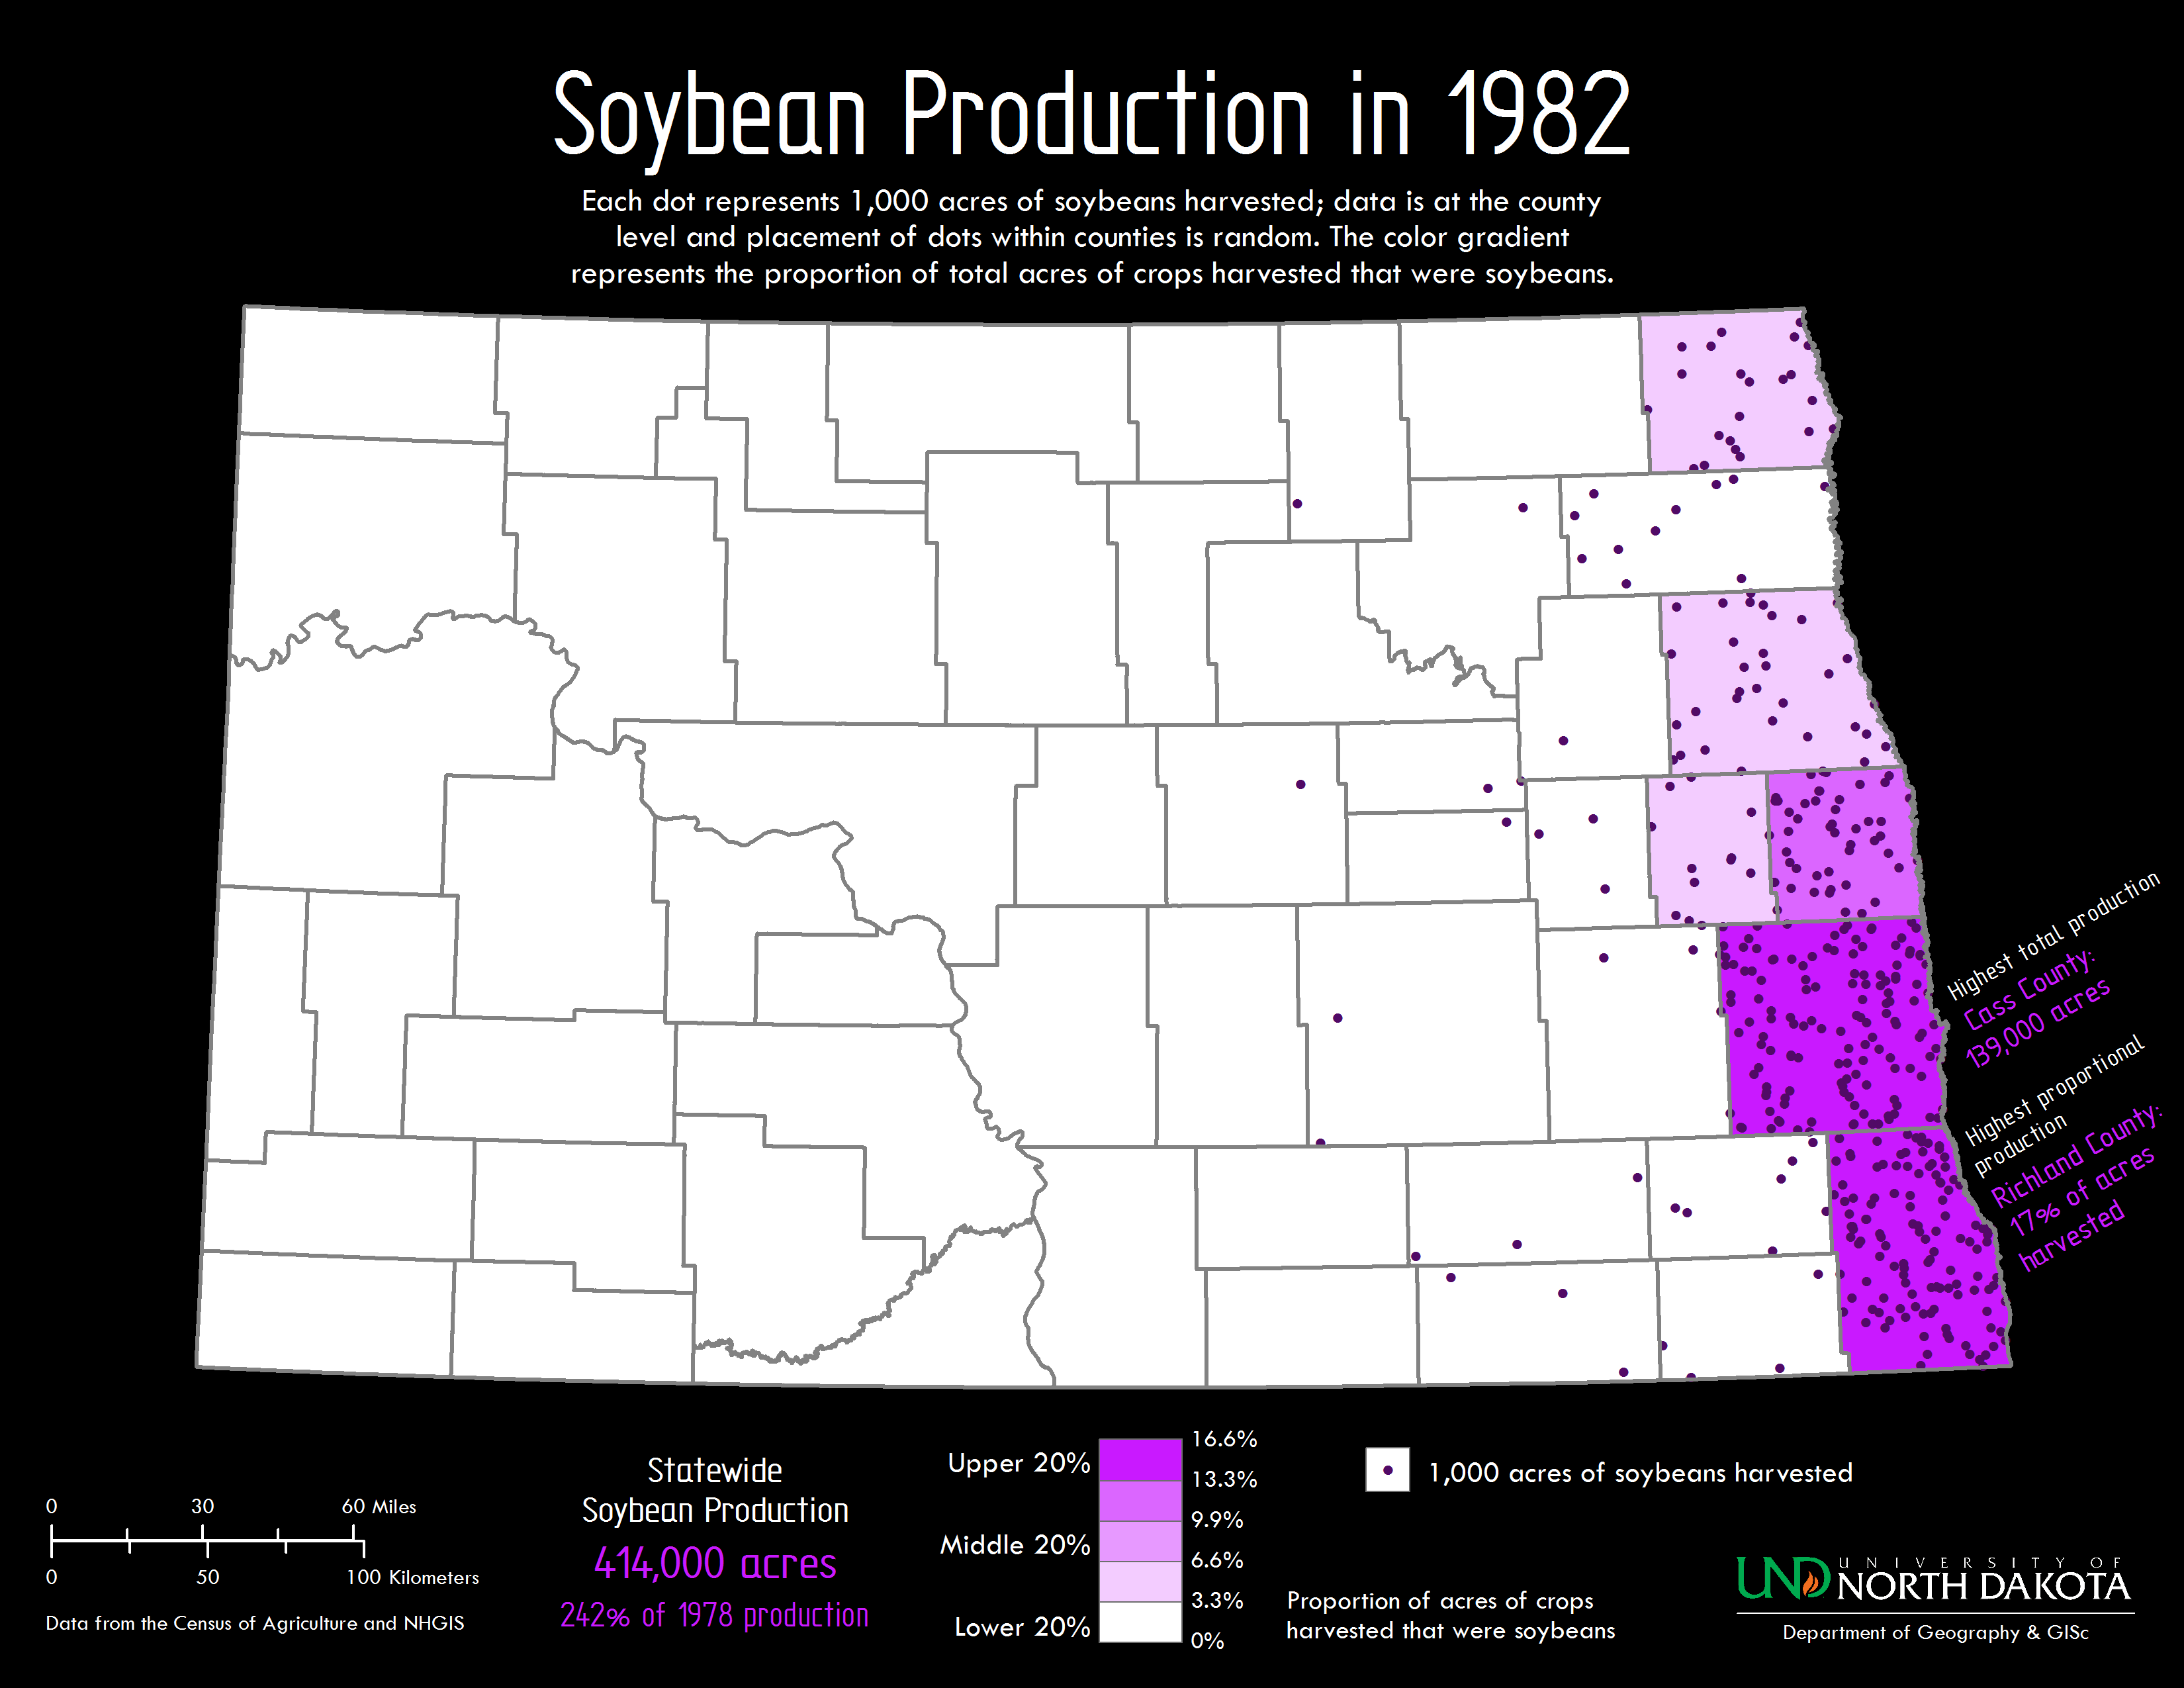 Soybean Production in 1982
Each dot represents 1,000 acres of soybeans harvested; data is at the county
level and placement of dots within counties is random. The color gradient
represents the proportion of total acres of crops harvested that were soybeans.
Highest total production
Cass County:
139,000 acres
Highest proportional
production
Richland County:
17% of acres
harvested
0 30 60 Miles
0 50 100 Kilometers
Data from the Census of Agriculture and NHGIS
Statewide
Soybean Production
414,000 acres
242% of 1978 production
Upper 20%
Middle 20%
Lower 20%
16.6%
13.3%
9.9%
6.6%
3.3%
0%
1,000 acres of soybeans harvested
Proportion of acres of crops
harvested that were soybeans
UND UNIVERSITY OF
NORTH DAKOTA
Department of Geography & GISc